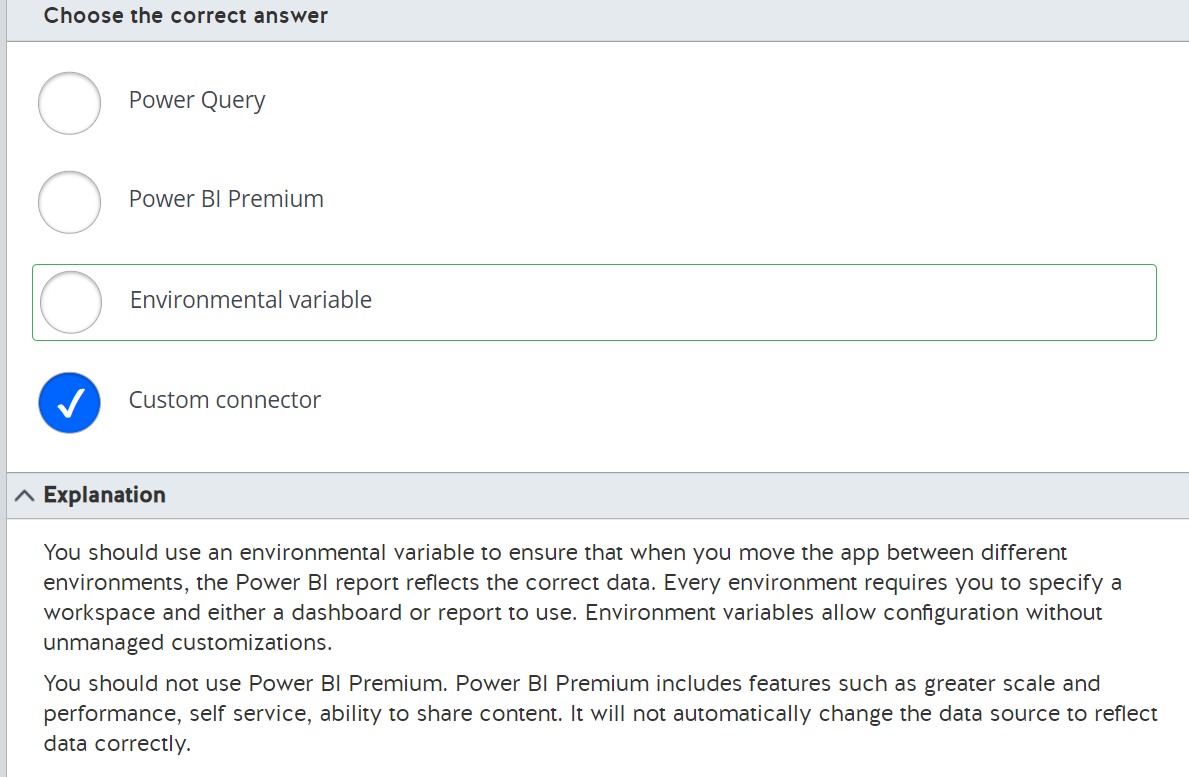 Choose the correct answer
Power Query
Power BI Premium
Environmental variable
Custom connector
Explanation
You should use an environmental variable to ensure that when you move the app between different
environments, the Power BI report reflects the correct data. Every environment requires you to specify a
workspace and either a dashboard or report to use. Environment variables allow configuration without
unmanaged customizations.
You should not use Power BI Premium. Power BI Premium includes features such as greater scale and
performance, self service, ability to share content. It will not automatically change the data source to reflect
data correctly.